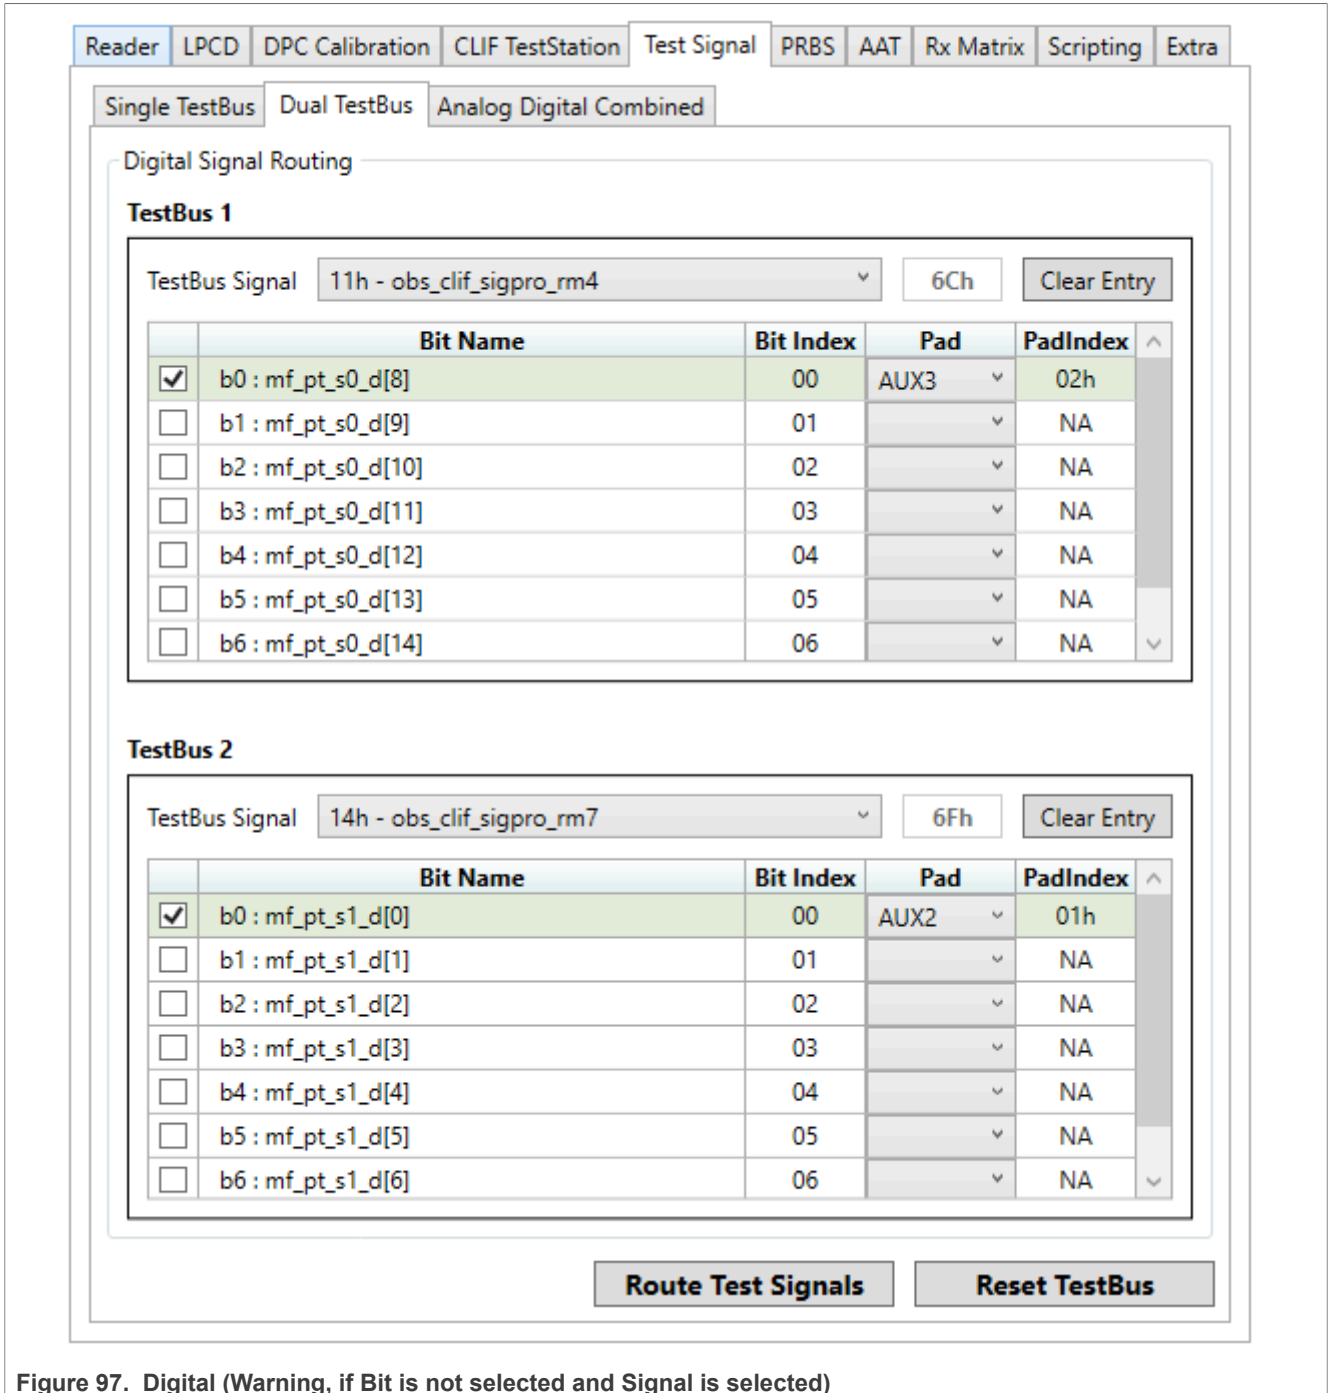 Reader LPCD DPC Calibration CLIF TestStation Test Signal PRBS AAT Rx Matrix Scripting Extra
Single TestBus Dual TestBus Analog Digital Combined
Digital Signal Routing
TestBus 1
TestBus Signal 11h - obs_clif_sigpro_rm4 6Ch Clear Entry
Bit Name Bit Index Pad PadIndex
b0 : mf_pt_s0_d[8] 00 AUX3 02h
b1 : mf_pt_s0_d[9] 01 NA
b2 : mf_pt_s0_d[10] 02 NA
b3 : mf_pt_s0_d[11] 03 NA
b4 : mf_pt_s0_d[12] 04 NA
b5 : mf_pt_s0_d[13] 05 NA
b6 : mf_pt_s0_d[14] 06 NA
TestBus 2
TestBus Signal 14h - obs_clif_sigpro_rm7 6Fh Clear Entry
Bit Name Bit Index Pad PadIndex
b0 : mf_pt_s1_d[0] 00 AUX2 01h
b1 : mf_pt_s1_d[1] 01 NA
b2 : mf_pt_s1_d[2] 02 NA
b3 : mf_pt_s1_d[3] 03 NA
b4 : mf_pt_s1_d[4] 04 NA
b5 : mf_pt_s1_d[5] 05 NA
b6 : mf_pt_s1_d[6] 06 NA
Route Test Signals Reset TestBus
Figure 97. Digital (Warning, if Bit is not selected and Signal is selected)